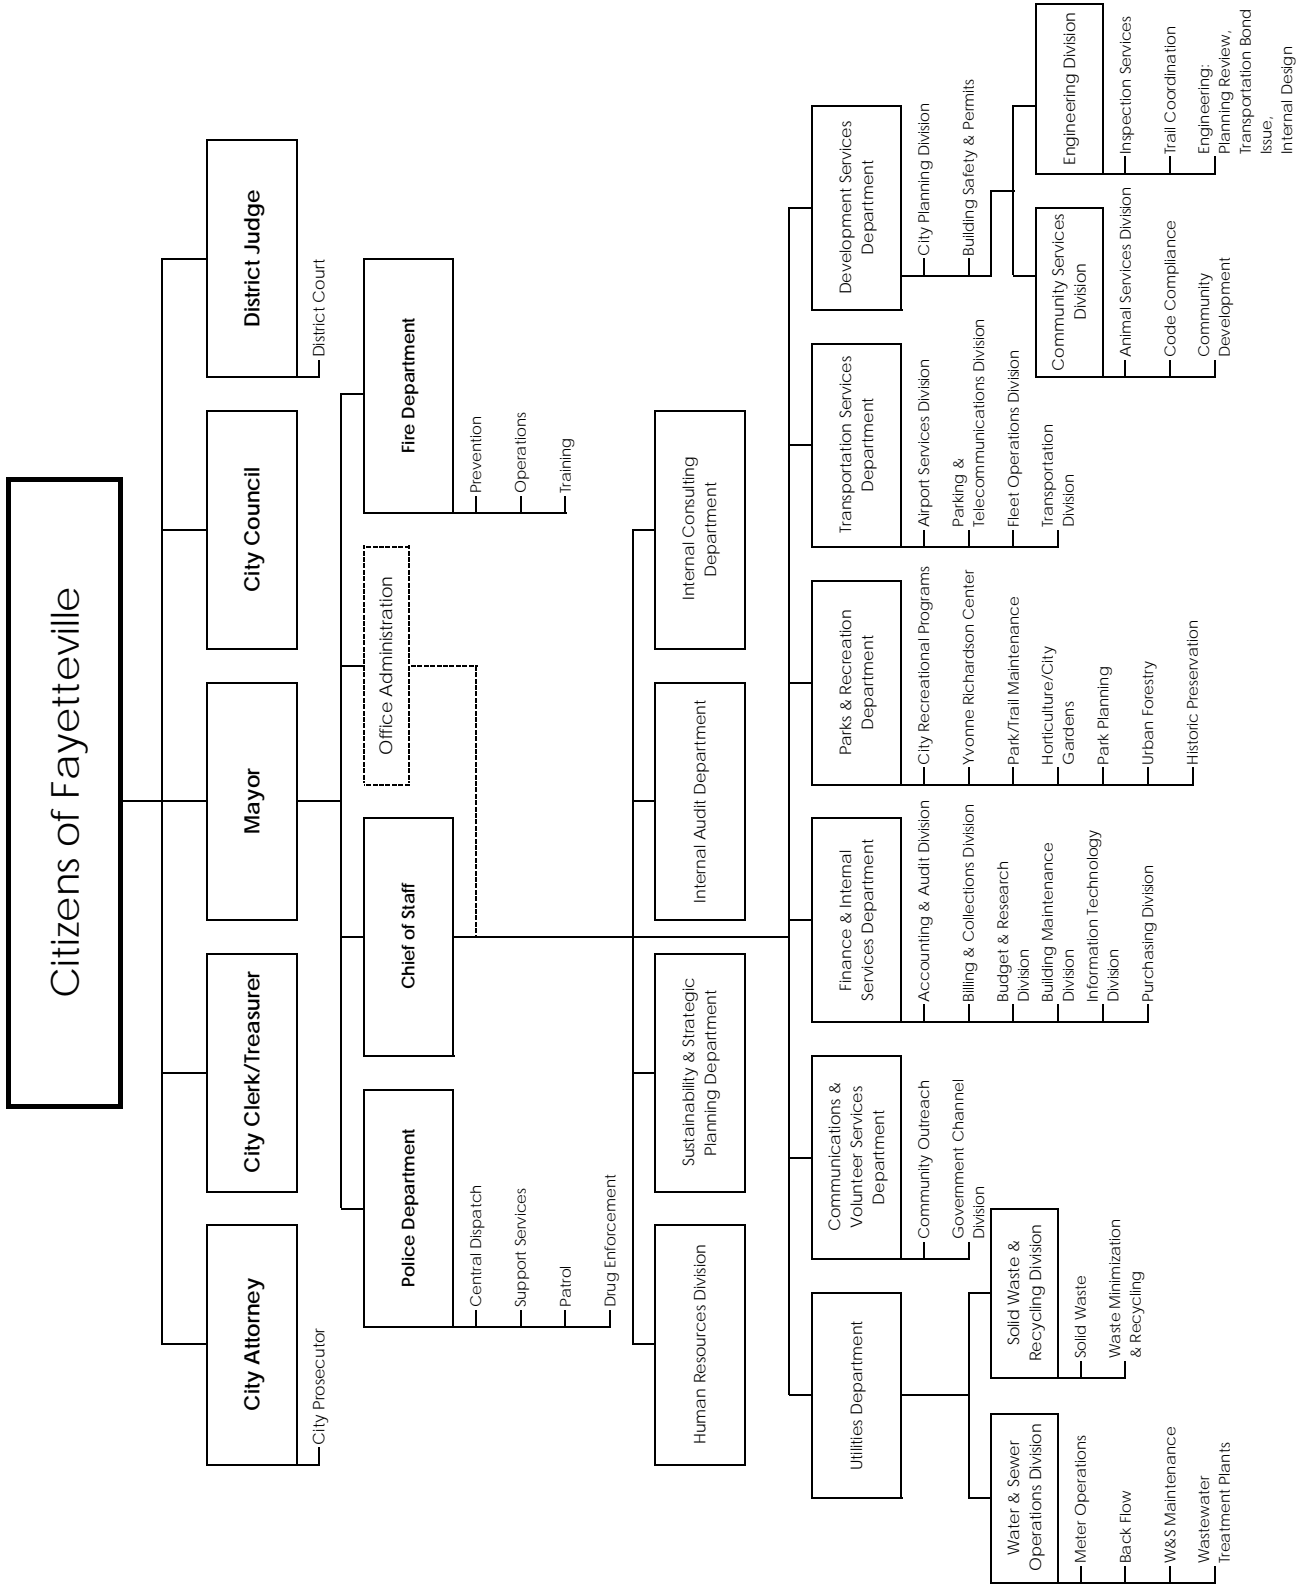 Citizens of Fayetteville
City Attorney
City Prosecutor
City Clerk/Treasurer
Mayor
City Council
District Judge
District Court
Police Department
Central Dispatch
Support Services
Patrol
Drug Enforcement
Chief of Staff
Office Administration
Fire Department
Prevention
Operations
Training
Human Resources Division
Sustainability & Strategic
Planning Department
Internal Audit Department
Internal Consulting
Department
Utilities Department
Water & Sewer
Operations Division
Meter Operations
Back Flow
W&S Maintenance
Wastewater
Treatment Plants
Solid Waste &
Recycling Division
Solid Waste
Waste Minimization
& Recycling
Communications &
Volunteer Services
Department
Community Outreach
Government Channel
Division
Finance & Internal
Services Department
Accounting & Audit Division
Billing & Collections Division
Budget & Research
Division
Building Maintenance
Division
Information Technology
Division
Purchasing Division
Parks & Recreation
Department
City Recreational Programs
Yvonne Richardson Center
Park/Trail Maintenance
Horticulture/City
Gardens
Park Planning
Urban Forestry
Historic Preservation
Transportation Services
Department
Airport Services Division
Parking &
Telecommunications Division
Fleet Operations Division
Transportation
Division
Development Services
Department
City Planning Division
Building Safety & Permits
Community Services
Division
Animal Services Division
Code Compliance
Community
Development
Engineering Division
Inspection Services
Trail Coordination
Engineering:
Planning Review,
Transportation Bond
Issue,
Internal Design